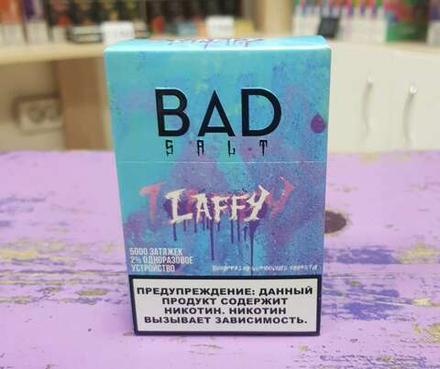 BAD
SALT
LAFFY
5000 ЗАТЯЖЕК
2% ОДНОРАЗОВОЕ
УСТРОЙСТВО
ПРЕДУПРЕЖДЕНИЕ: ДАННЫЙ
ПРОДУКТ СОДЕРЖИТ
НИКОТИН. НИКОТИН
ВЫЗЫВАЕТ ЗАВИСИМОСТЬ.